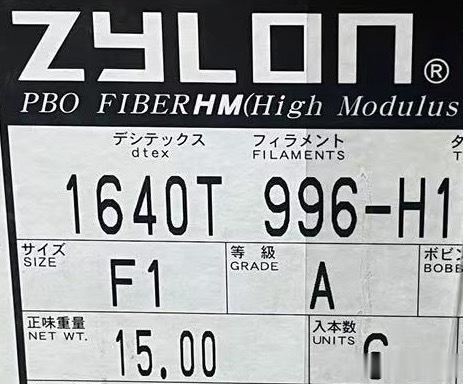 ZYLON®
PBO FIBER HM(High Modulus
デシテックス フィラメント
dtex FILAMENTS
1640T 996-H1
サイズ 等級 ボビン
SIZE GRADE BOBB
F1 A
正味重量 入本数
NET WT. UNITS
15.00